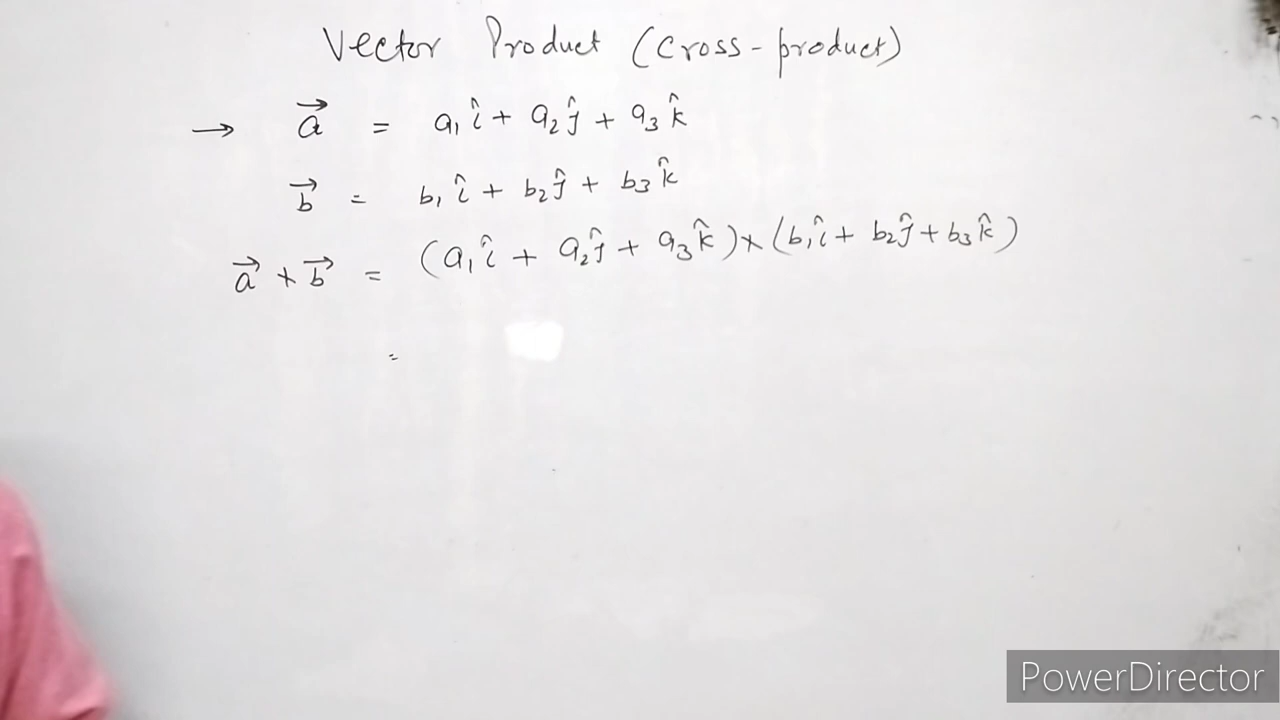 Vector Product (Cross-product)
→ a⃗ = a₁î + a₂ĵ + a₃k̂
b⃗ = b₁î + b₂ĵ + b₃k̂
a⃗ × b⃗ = (a₁î + a₂ĵ + a₃k̂) × (b₁î + b₂ĵ + b₃k̂)
=
PowerDirector